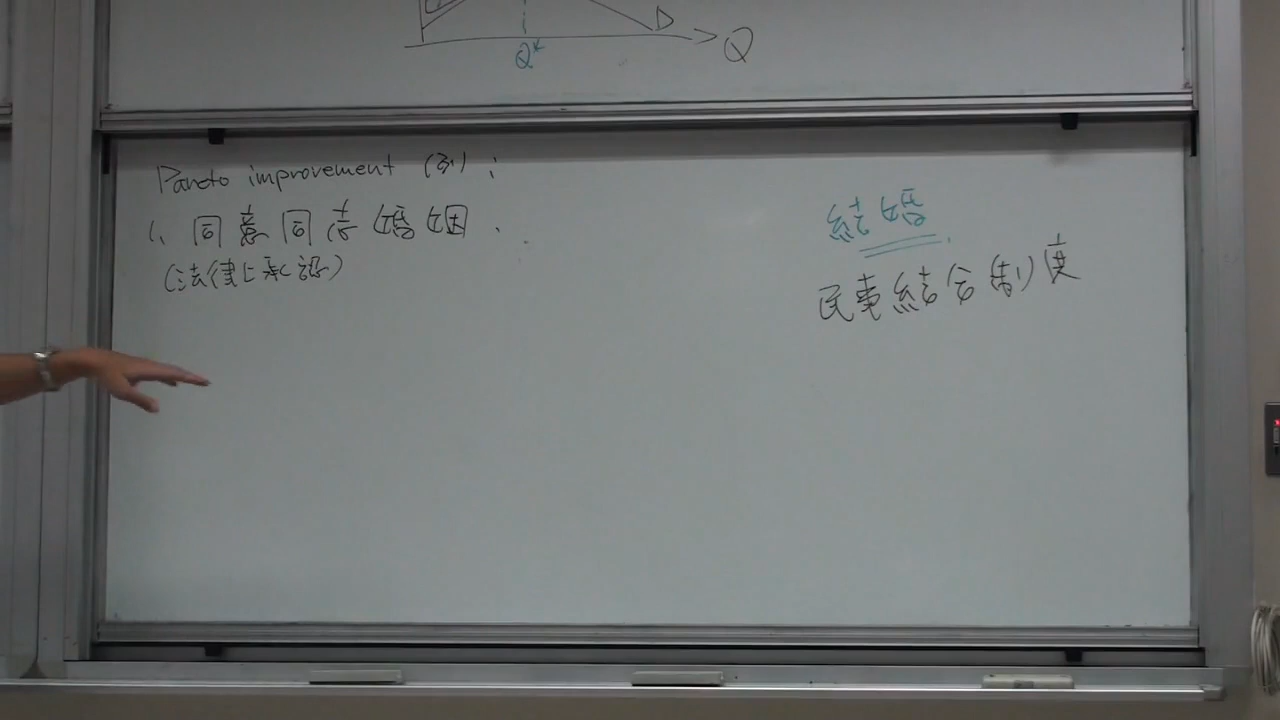 D
Q*
Q
Pareto improvement (例):
1、同意同志婚姻.
(法律上承認)
結婚
民事結合制度